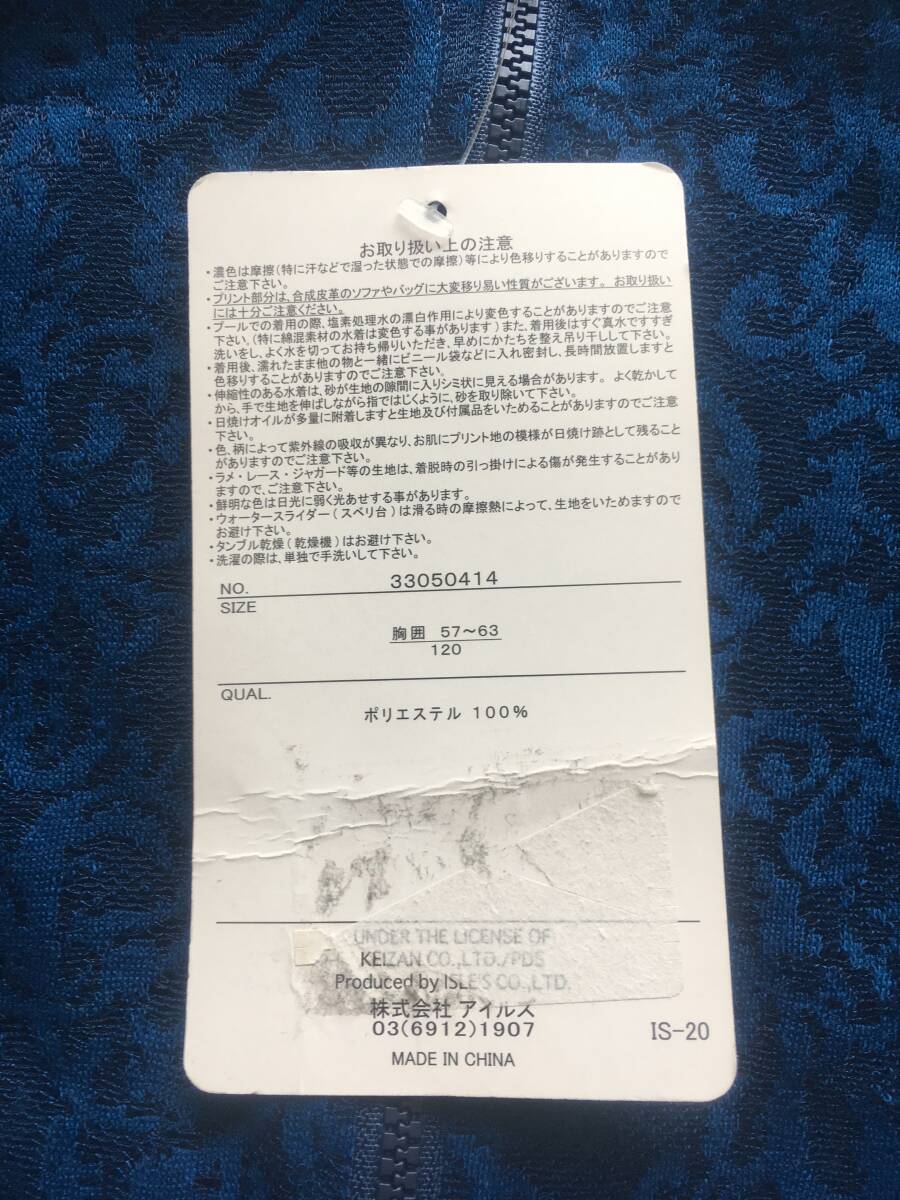 お取り扱い上の注意
・濃色は摩擦(特に汗などで湿った状態での摩擦)等により色移りすることがありますので
ご注意下さい。
・プリント部分は、合成皮革のソファやバッグに大変移り易い性質がございます。お取り扱い
には十分ご注意ください。
・プールでの着用の際、塩素処理水の漂白作用により変色することがありますのでご注意
下さい。(特に綿混素材の水着は変色する事があります)また、着用後はすぐ真水ですすぎ
洗いをし、よく水を切ってお持ち帰りいただき、早めにかたちを整え吊り干しして下さい。
・着用後、濡れたまま他の物と一緒にビニール袋などに入れ密封し、長時間放置しますと
色移りすることがありますのでご注意下さい。
・伸縮性のある水着は、砂が生地の隙間に入りシミ状に見える場合があります。よく乾かして
から、手で生地を伸ばしながら指ではじくように、砂を取り除いて下さい。
・日焼けオイルが多量に附着しますと生地及び付属品をいためることがありますのでご注意
下さい。
・色、柄によって紫外線の吸収が異なり、お肌にプリント地の模様が日焼け跡として残ること
がありますのでご注意下さい。
・ラメ・レース・ジャガード等の生地は、着脱時の引っ掛けによる傷が発生することがあり
ますので、ご注意下さい。
・鮮明な色は日光に弱く光あせする事があります。
・ウォータースライダー(スベリ台)は滑る時の摩擦熱によって、生地をいためますので
お避け下さい。
・タンブル乾燥(乾燥機)はお避け下さい。
・洗濯の際は、単独で手洗いして下さい。
NO. 33050414
SIZE
胸囲 57〜63
120
QUAL.
ポリエステル 100%
UNDER THE LICENSE OF
KEIZAN CO.,LTD./PDS
Produced by ISLE'S CO.,LTD.
株式会社 アイルズ
03(6912)1907
IS-20
MADE IN CHINA